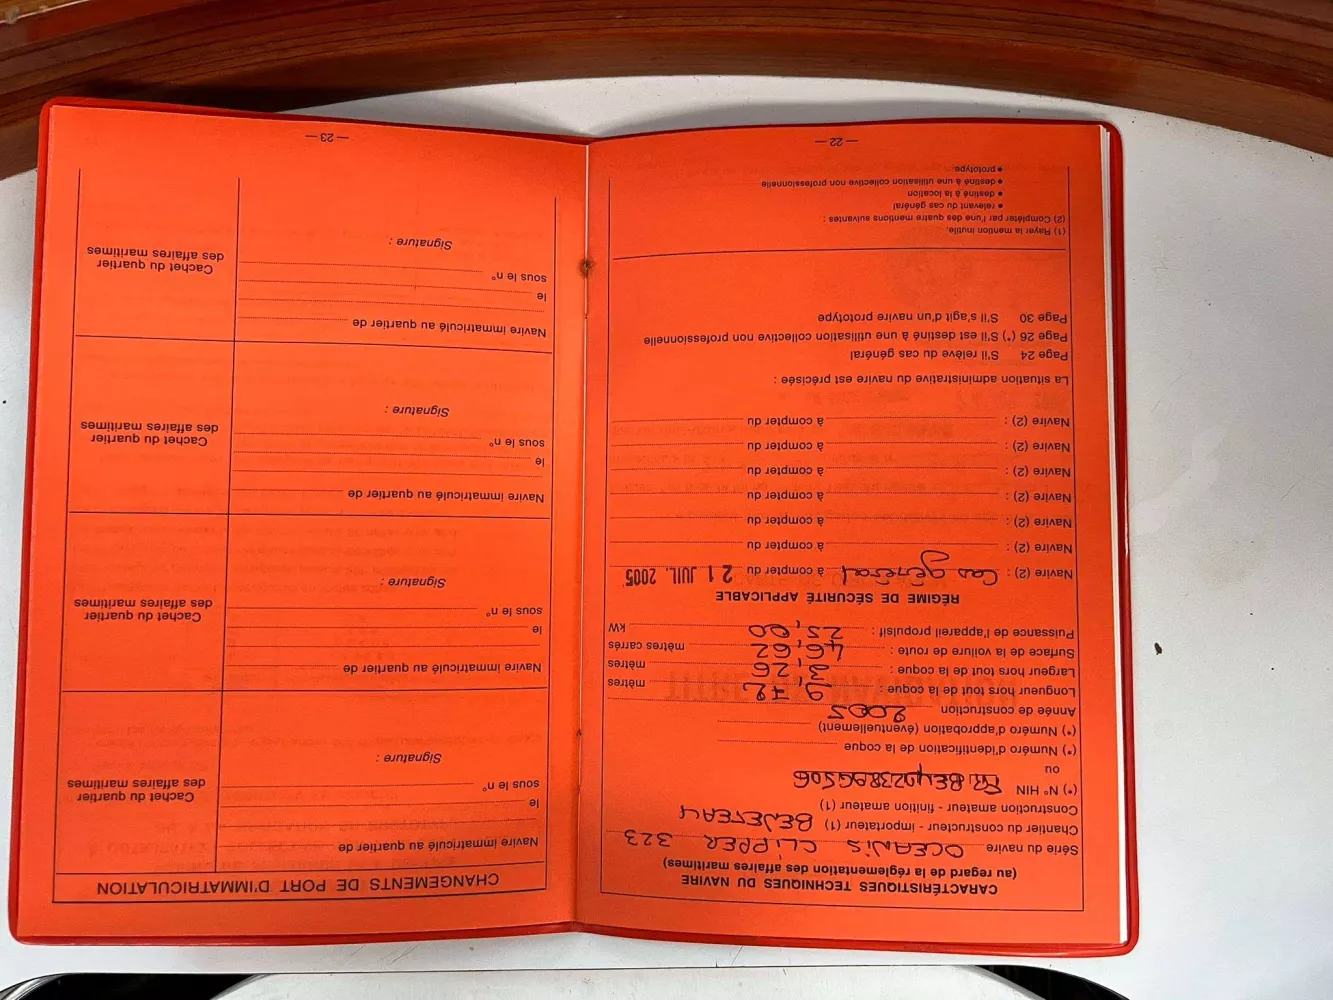 CARACTÉRISTIQUES TECHNIQUES DU NAVIRE
(au regard de la réglementation des affaires maritimes)
Série du navire OCEANIS CLIPPER 323
Chantier du constructeur - importateur (1) BENETEAU
Construction amateur - finition amateur (1)
(*) N° HIN
ou
(*) Numéro d'identification de la coque
(*) Numéro d'approbation (éventuellement)
Année de construction 2005
Longueur hors tout de la coque : 9,72 mètres
Largeur hors tout de la coque : 3,26 mètres
Surface de la voilure de route : 46,62 mètres carrés
Puissance de l'appareil propulsif : 25,00 kW
RÉGIME DE SÉCURITÉ APPLICABLE
Navire (2) : Cas général à compter du 21 JUIL. 2005
Navire (2) : à compter du
Navire (2) : à compter du
Navire (2) : à compter du
Navire (2) : à compter du
Navire (2) : à compter du
Navire (2) : à compter du
La situation administrative du navire est précisée :
Page 24 S'il relève du cas général
Page 26 (*) S'il est destiné à une utilisation collective non professionnelle
Page 30 S'il s'agit d'un navire prototype
(1) Rayer la mention inutile.
(2) Compléter par l'une des quatre mentions suivantes :
• relevant du cas général
• destiné à la location
• destiné à une utilisation collective non professionnelle
• prototype.
— 22 —
CHANGEMENTS DE PORT D'IMMATRICULATION
Navire immatriculé au quartier de
le
sous le n°
Signature :
Cachet du quartier
des affaires maritimes
Navire immatriculé au quartier de
le
sous le n°
Signature :
Cachet du quartier
des affaires maritimes
Navire immatriculé au quartier de
le
sous le n°
Signature :
Cachet du quartier
des affaires maritimes
Navire immatriculé au quartier de
le
sous le n°
Signature :
Cachet du quartier
des affaires maritimes
— 23 —